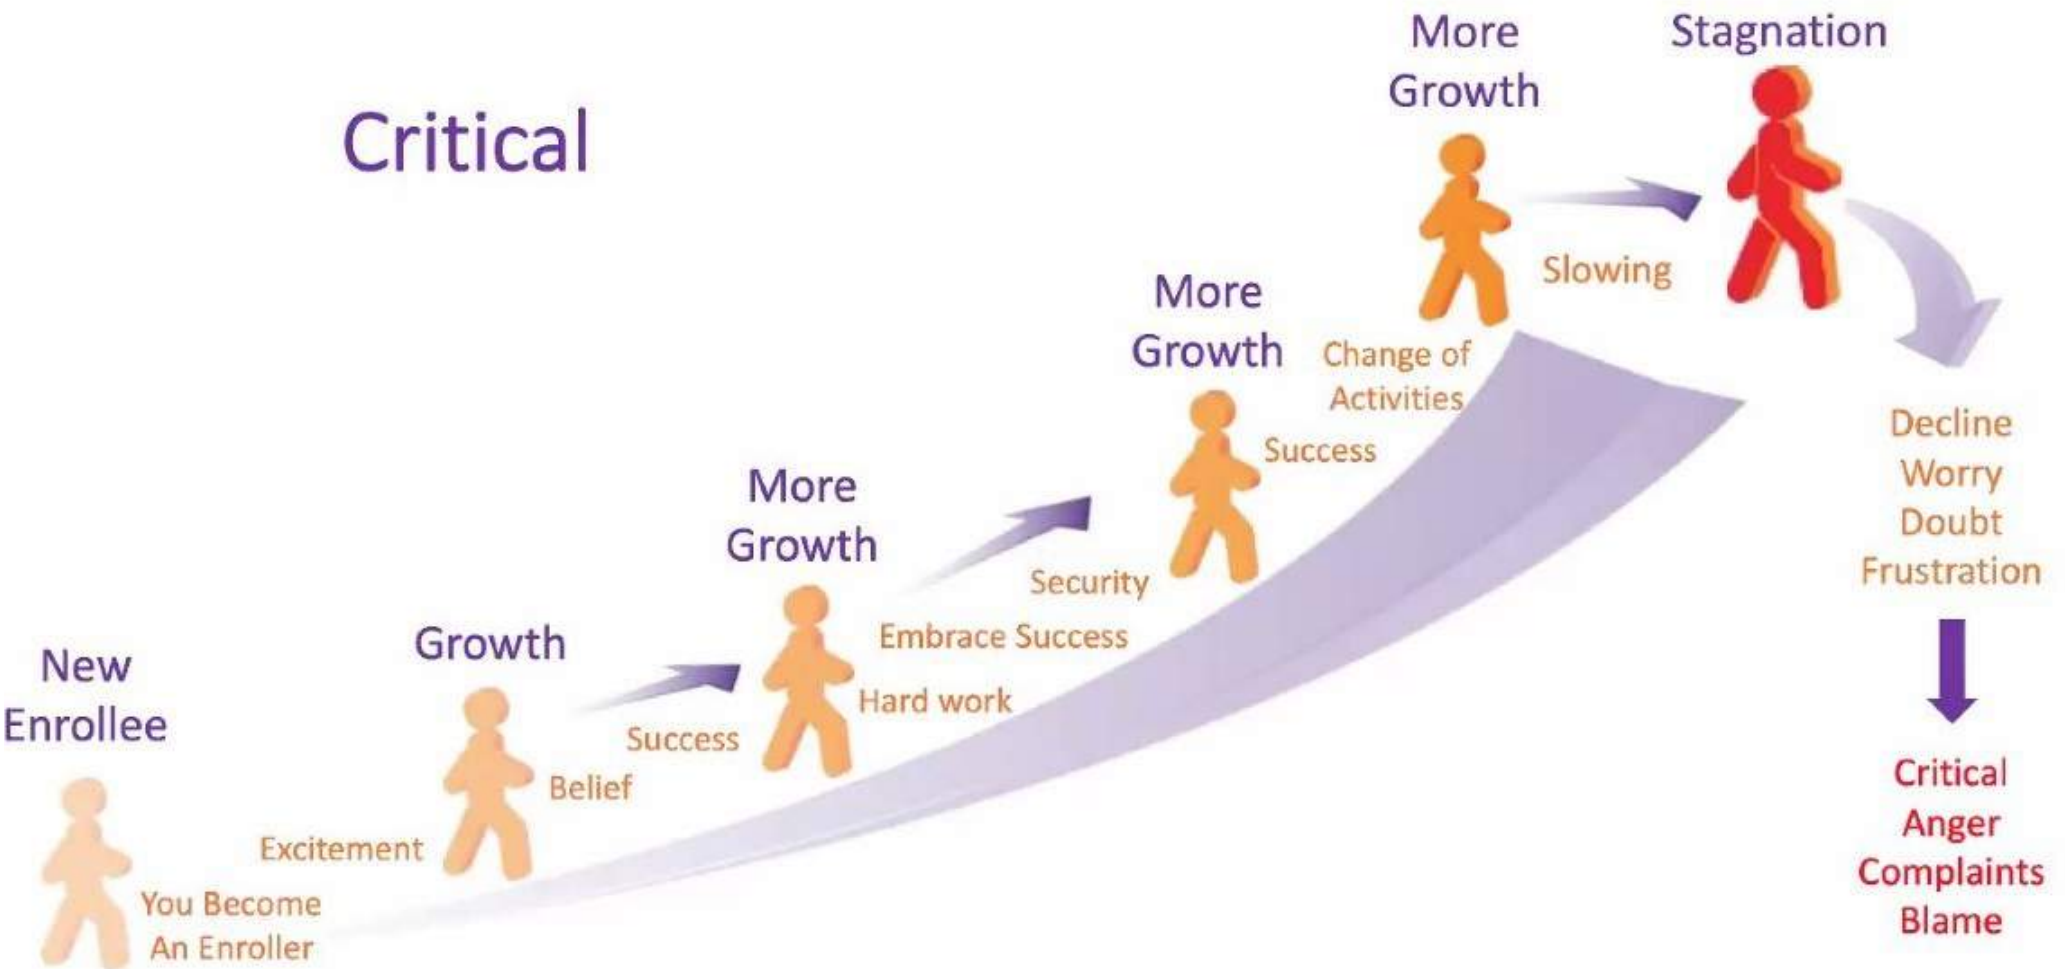 Critical
New
Enrollee
You Become
An Enroller
Excitement
Growth
Belief
Success
More
Growth
Hard work
Embrace Success
Security
More
Growth
Success
Change of
Activities
More
Growth
Slowing
Stagnation
Decline
Worry
Doubt
Frustration
Critical
Anger
Complaints
Blame